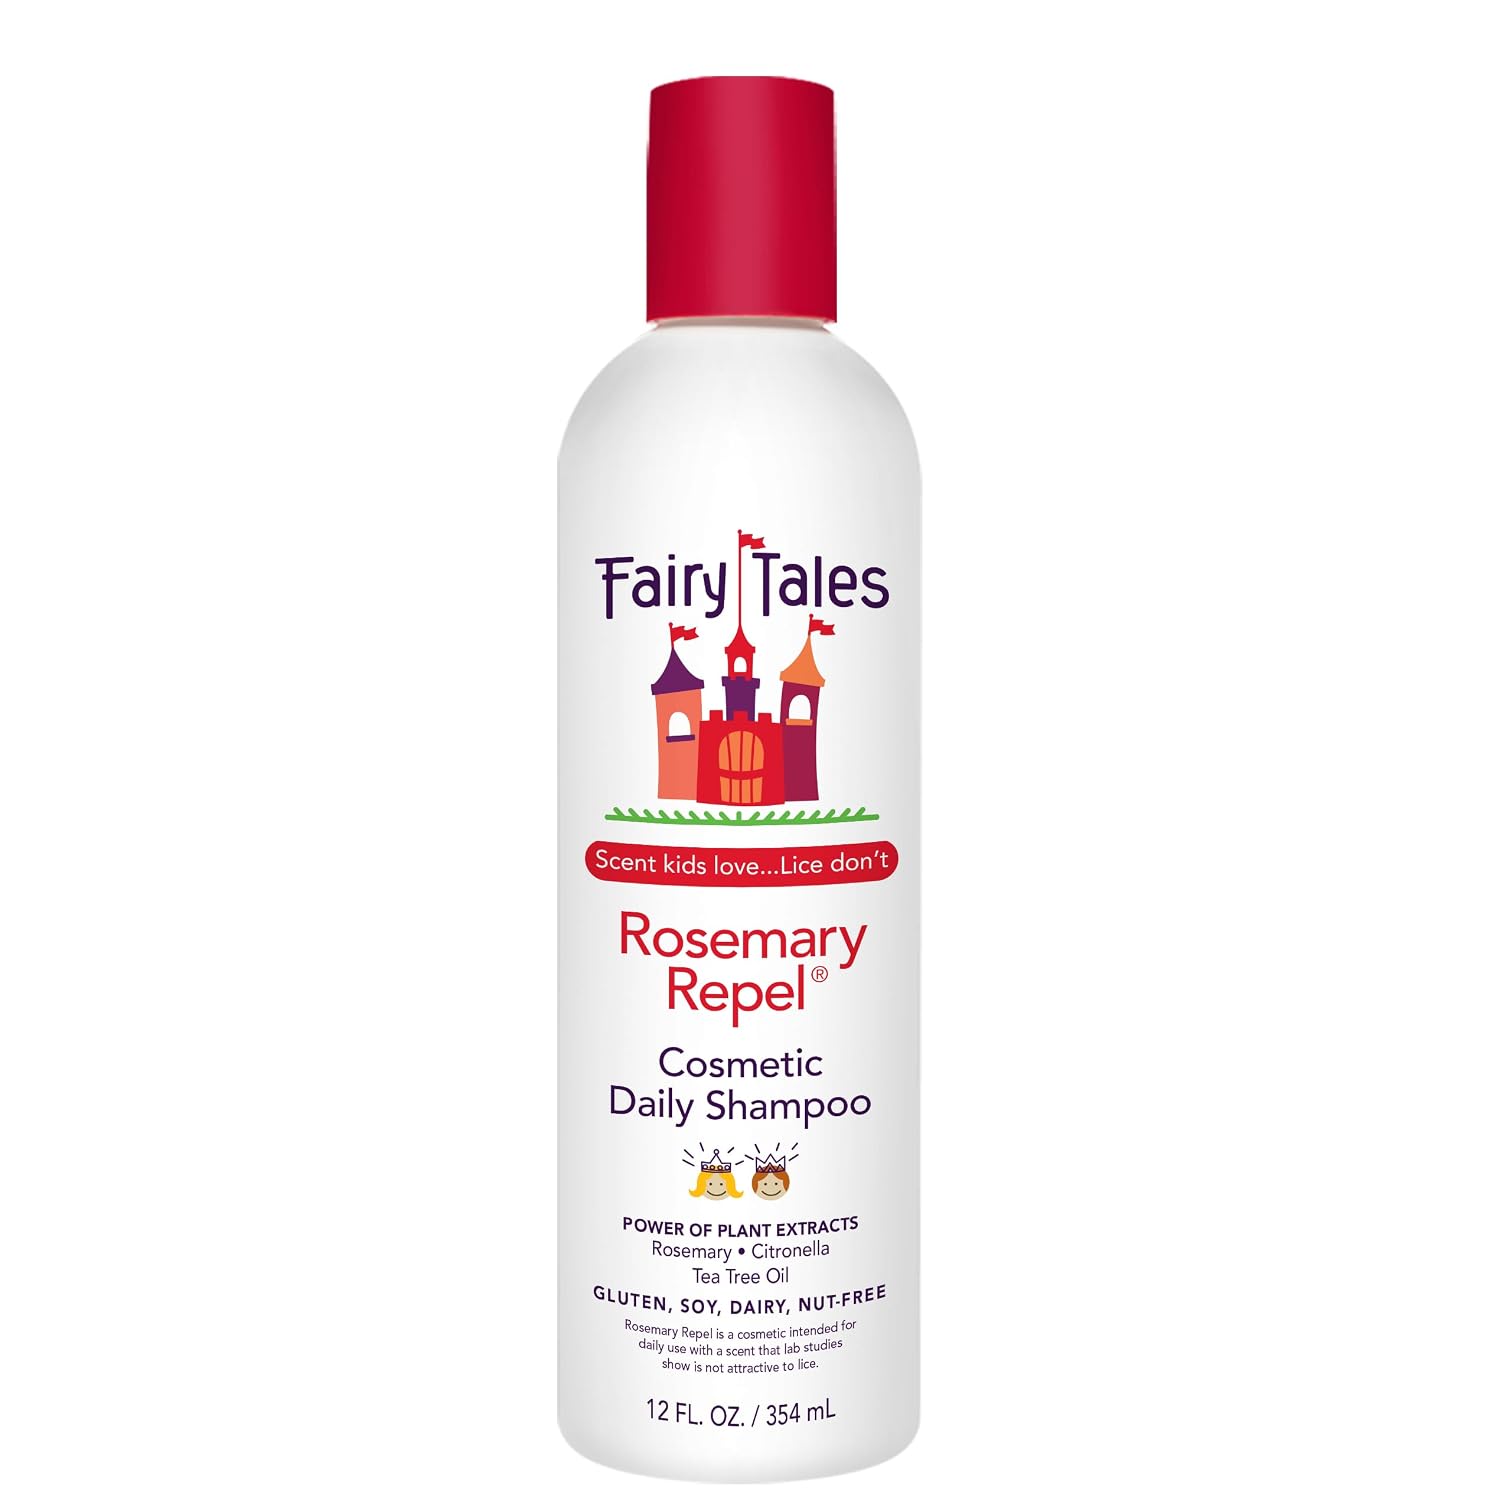 Fairy Tales
Scent kids love...Lice don't
Rosemary
Repel®
Cosmetic
Daily Shampoo
POWER OF PLANT EXTRACTS
Rosemary • Citronella
Tea Tree Oil
GLUTEN, SOY, DAIRY, NUT-FREE
Rosemary Repel is a cosmetic intended for
daily use with a scent that lab studies
show is not attractive to lice.
12 FL. OZ. / 354 mL